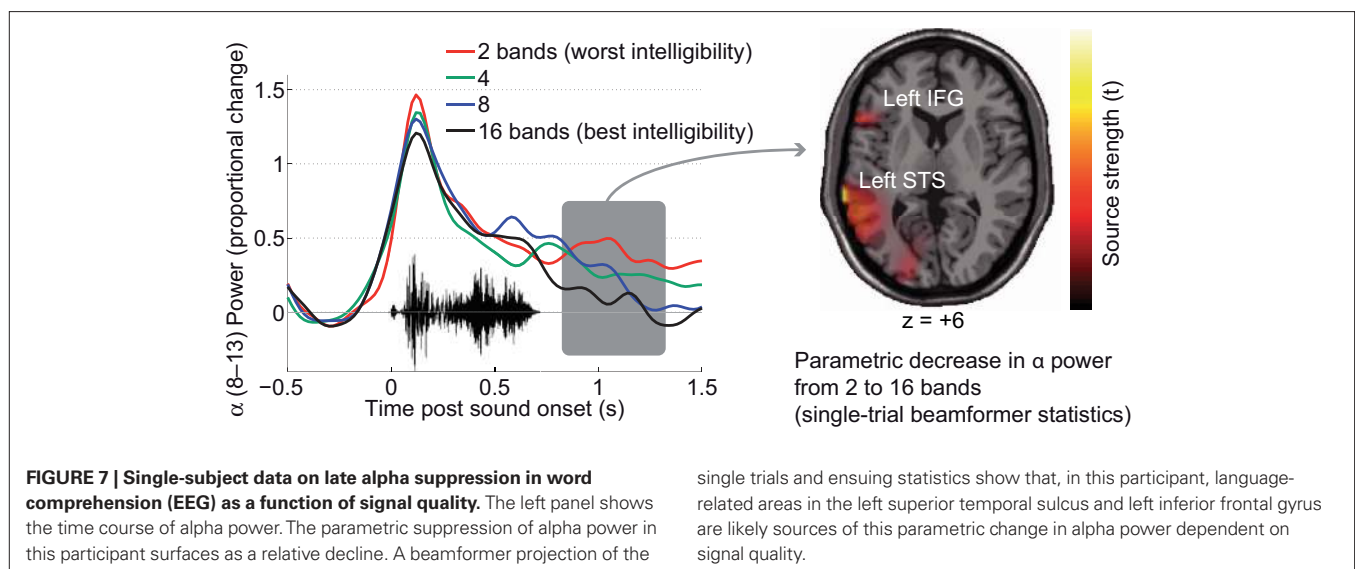 2 bands (worst intelligibility)
4
8
16 bands (best intelligibility)
α (8–13) Power (proportional change)
1.5
1
0.5
0
−0.5
0
0.5
1
1.5
Time post sound onset (s)
Left IFG
Left STS
z = +6
Source strength (t)
Parametric decrease in α power
from 2 to 16 bands
(single-trial beamformer statistics)
FIGURE 7 | Single-subject data on late alpha suppression in word
comprehension (EEG) as a function of signal quality. The left panel shows
the time course of alpha power. The parametric suppression of alpha power in
this participant surfaces as a relative decline. A beamformer projection of the
single trials and ensuing statistics show that, in this participant, language-
related areas in the left superior temporal sulcus and left inferior frontal gyrus
are likely sources of this parametric change in alpha power dependent on
signal quality.